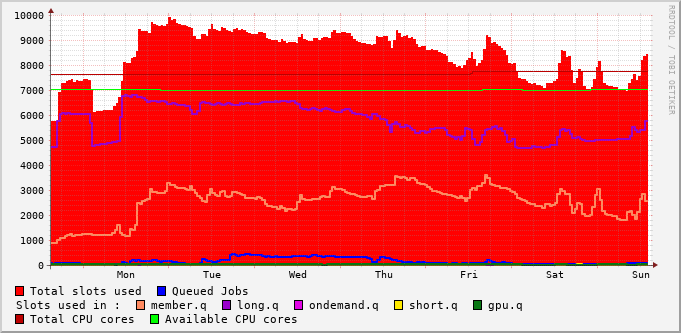 RRDTOOL / TOBI OETIKER
10000
9000
8000
7000
6000
5000
4000
3000
2000
1000
0
Mon Tue Wed Thu Fri Sat Sun
Total slots used Queued Jobs
Slots used in : member.q long.q ondemand.q short.q gpu.q
Total CPU cores Available CPU cores